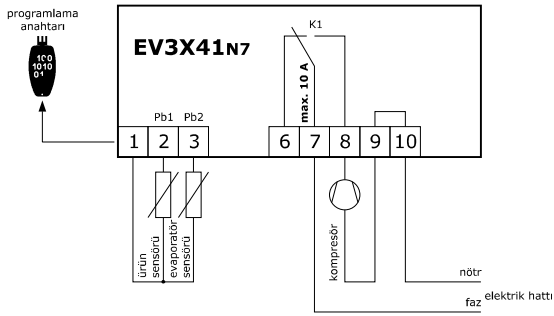 programlama
anahtarı
100
1010
01
EV3X41N7
K1
max. 10 A
Pb1 Pb2
1 2 3 6 7 8 9 10
ürün
sensörü
evaporatör
sensörü
kompresör
nötr
faz
elektrik hattı